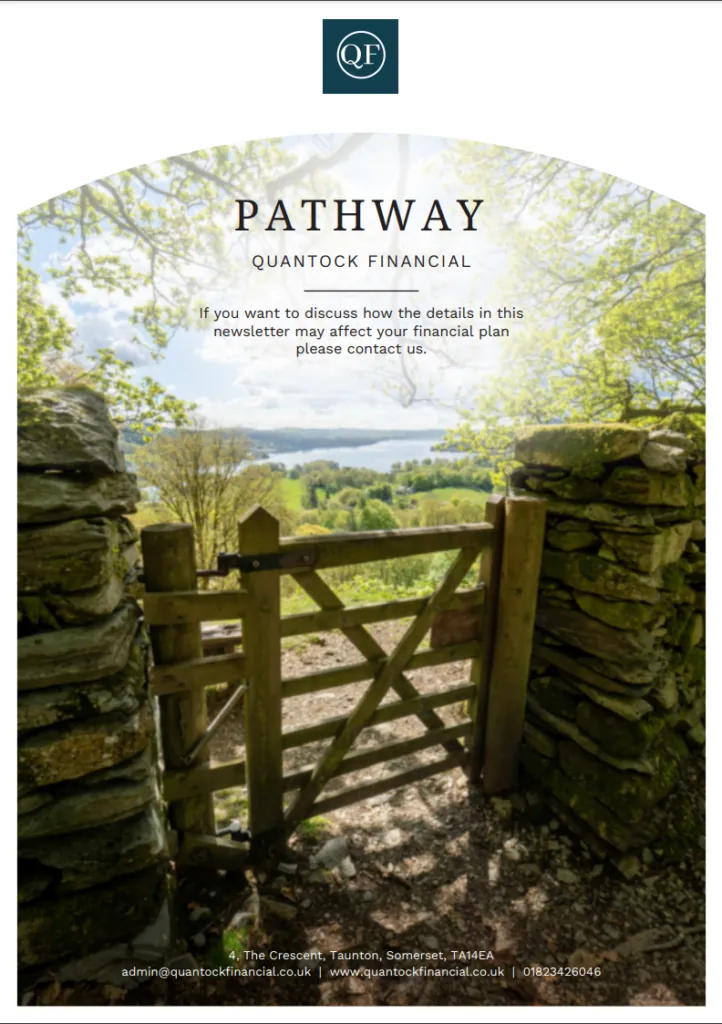 QF
PATHWAY
QUANTOCK FINANCIAL
If you want to discuss how the details in this
newsletter may affect your financial plan
please contact us.
4, The Crescent, Taunton, Somerset, TA14EA
admin@quantockfinancial.co.uk | www.quantockfinancial.co.uk | 01823426046